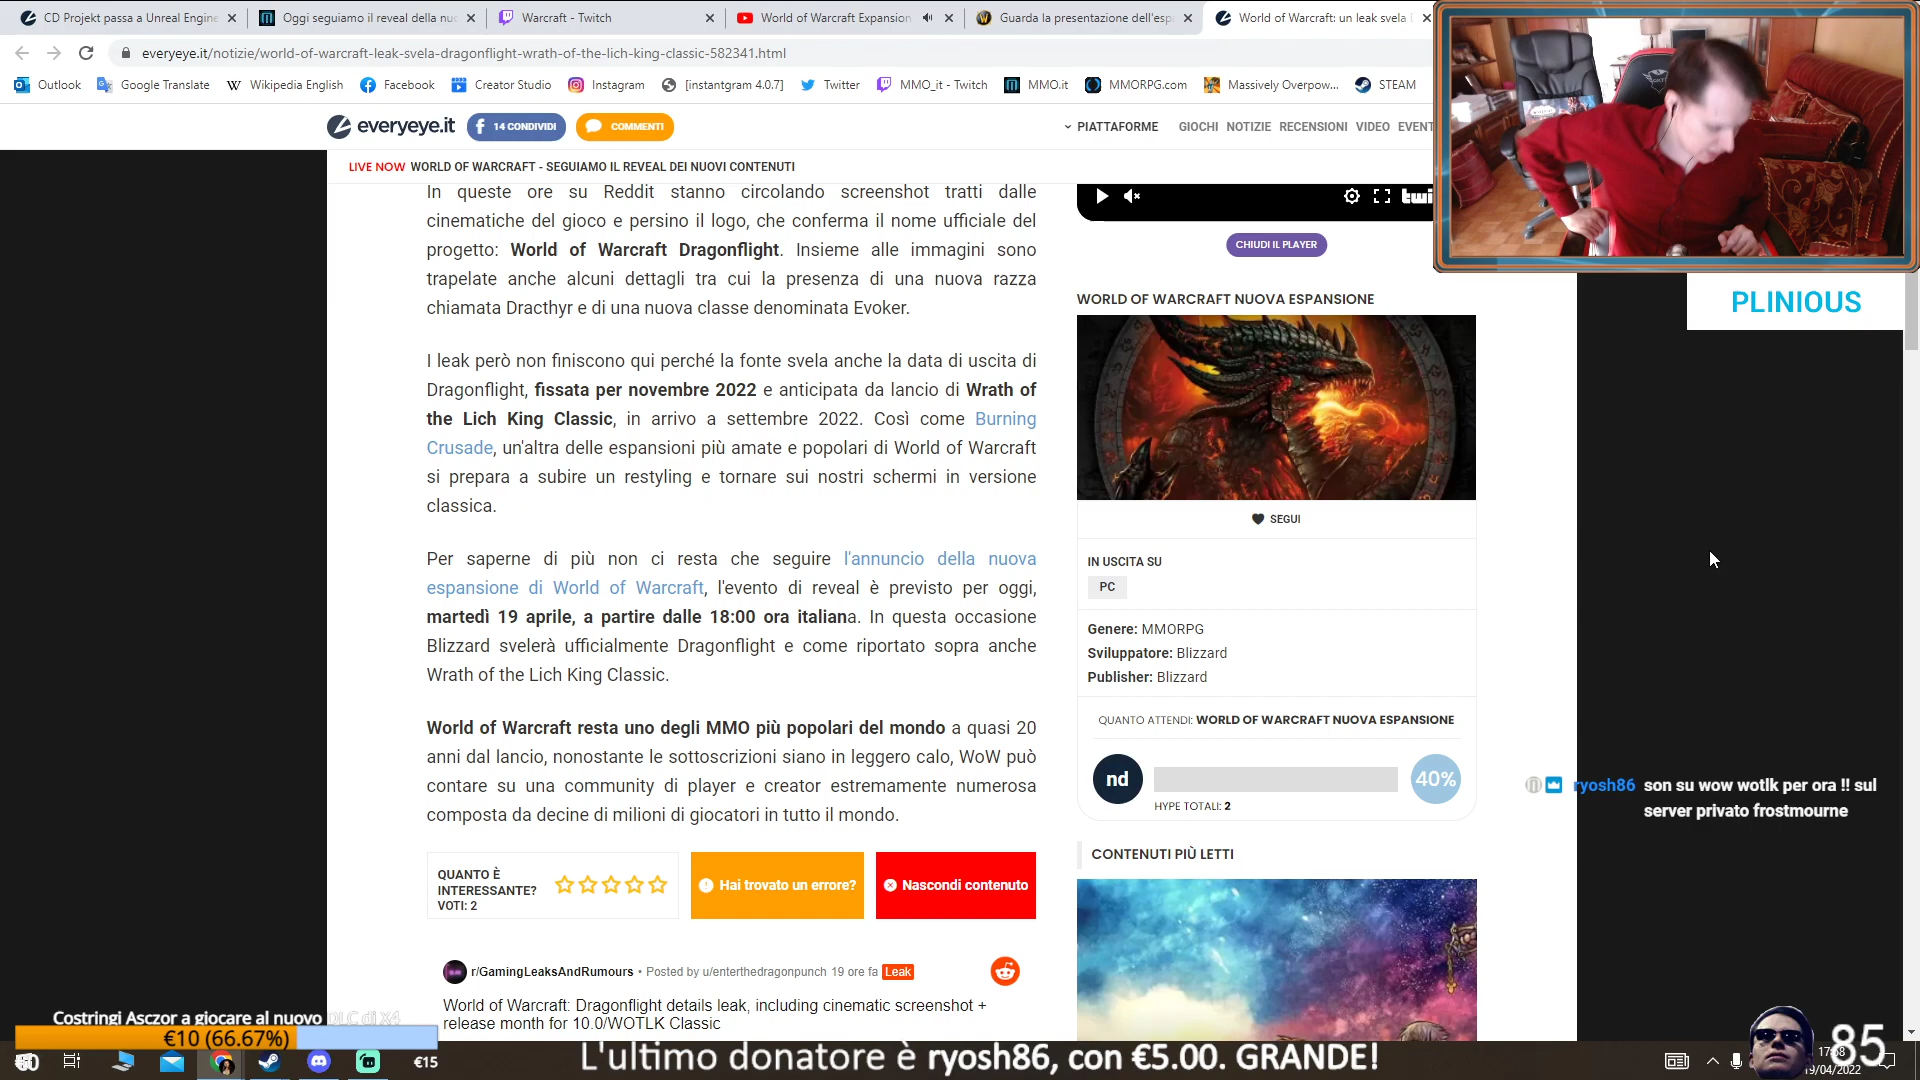 CD Projekt passa a Unreal Engine
Oggi seguiamo il reveal della nuo
Warcraft - Twitch
World of Warcraft Expansion
Guarda la presentazione dell'esp
World of Warcraft: un leak svela
everyeye.it/notizie/world-of-warcraft-leak-svela-dragonflight-wrath-of-the-lich-king-classic-582341.html
Outlook
Google Translate
Wikipedia English
Facebook
Creator Studio
Instagram
[instantgram 4.0.7]
Twitter
MMO_it - Twitch
MMO.it
MMORPG.com
Massively Overpow...
STEAM
everyeye.it
14 CONDIVIDI
COMMENTI
PIATTAFORME
GIOCHI
NOTIZIE
RECENSIONI
VIDEO
EVENT
LIVE NOW WORLD OF WARCRAFT - SEGUIAMO IL REVEAL DEI NUOVI CONTENUTI
In queste ore su Reddit stanno circolando screenshot tratti dalle
cinematiche del gioco e persino il logo, che conferma il nome ufficiale del
progetto: World of Warcraft Dragonflight. Insieme alle immagini sono
trapelate anche alcuni dettagli tra cui la presenza di una nuova razza
chiamata Dracthyr e di una nuova classe denominata Evoker.
I leak però non finiscono qui perché la fonte svela anche la data di uscita di
Dragonflight, fissata per novembre 2022 e anticipata da lancio di Wrath of
the Lich King Classic, in arrivo a settembre 2022. Così come Burning
Crusade, un'altra delle espansioni più amate e popolari di World of Warcraft
si prepara a subire un restyling e tornare sui nostri schermi in versione
classica.
Per saperne di più non ci resta che seguire l'annuncio della nuova
espansione di World of Warcraft, l'evento di reveal è previsto per oggi,
martedì 19 aprile, a partire dalle 18:00 ora italiana. In questa occasione
Blizzard svelerà ufficialmente Dragonflight e come riportato sopra anche
Wrath of the Lich King Classic.
World of Warcraft resta uno degli MMO più popolari del mondo a quasi 20
anni dal lancio, nonostante le sottoscrizioni siano in leggero calo, WoW può
contare su una community di player e creator estremamente numerosa
composta da decine di milioni di giocatori in tutto il mondo.
QUANTO È
INTERESSANTE?
VOTI: 2
Hai trovato un errore?
Nascondi contenuto
r/GamingLeaksAndRumours • Posted by u/enterthedragonpunch 19 ore fa Leak
World of Warcraft: Dragonflight details leak, including cinematic screenshot +
release month for 10.0/WOTLK Classic
CHIUDI IL PLAYER
WORLD OF WARCRAFT NUOVA ESPANSIONE
SEGUI
IN USCITA SU
PC
Genere: MMORPG
Sviluppatore: Blizzard
Publisher: Blizzard
QUANTO ATTENDI: WORLD OF WARCRAFT NUOVA ESPANSIONE
nd
40%
HYPE TOTALI: 2
CONTENUTI PIÙ LETTI
PLINIOUS
ryosh86 son su wow wotlk per ora !! sul
server privato frostmourne
Costringi Asczor a giocare al nuovo DLC di X4
€10 (66.67%)
€15
L'ultimo donatore è ryosh86, con €5.00. GRANDE!
85
17:58
19/04/2022